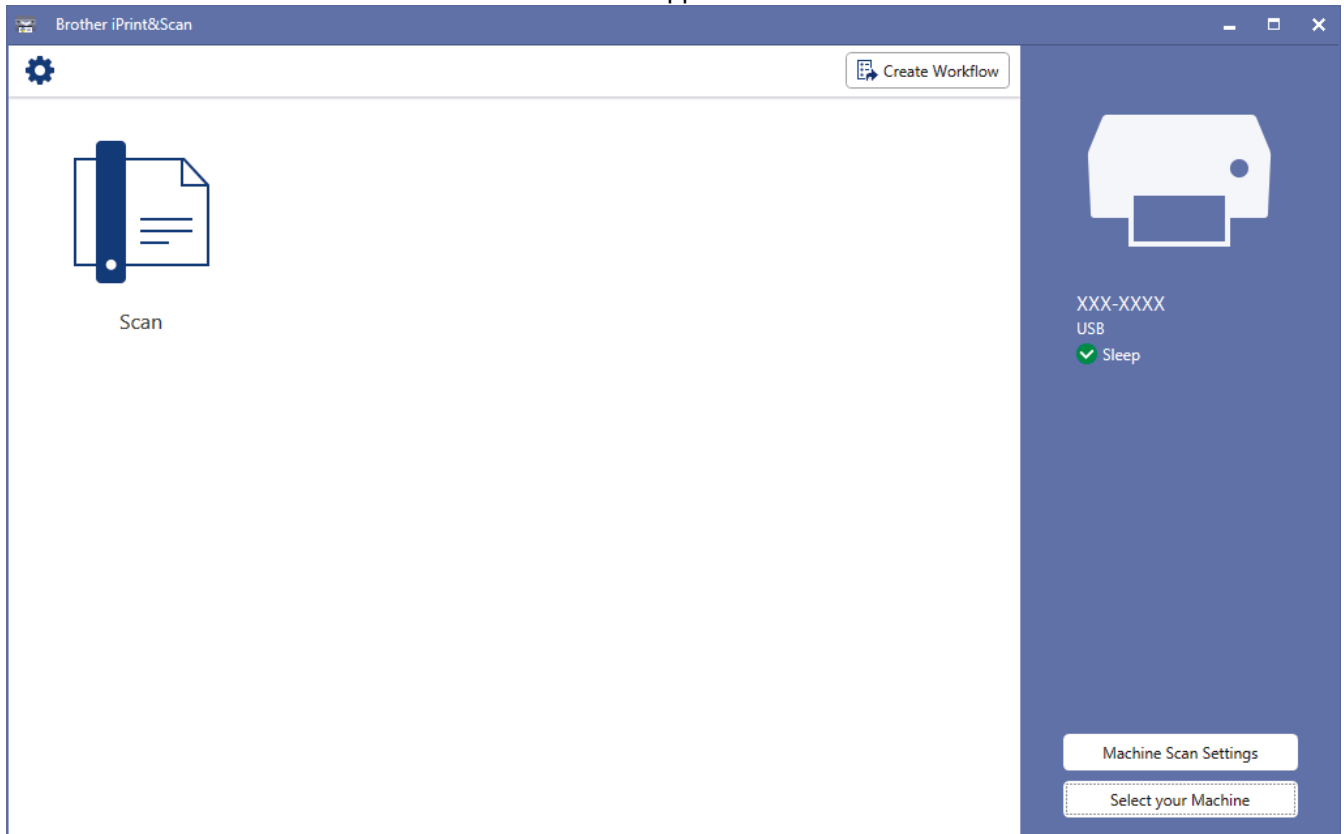 Brother iPrint&Scan
Create Workflow
Scan
XXX-XXXX
USB
Sleep
Machine Scan Settings
Select your Machine